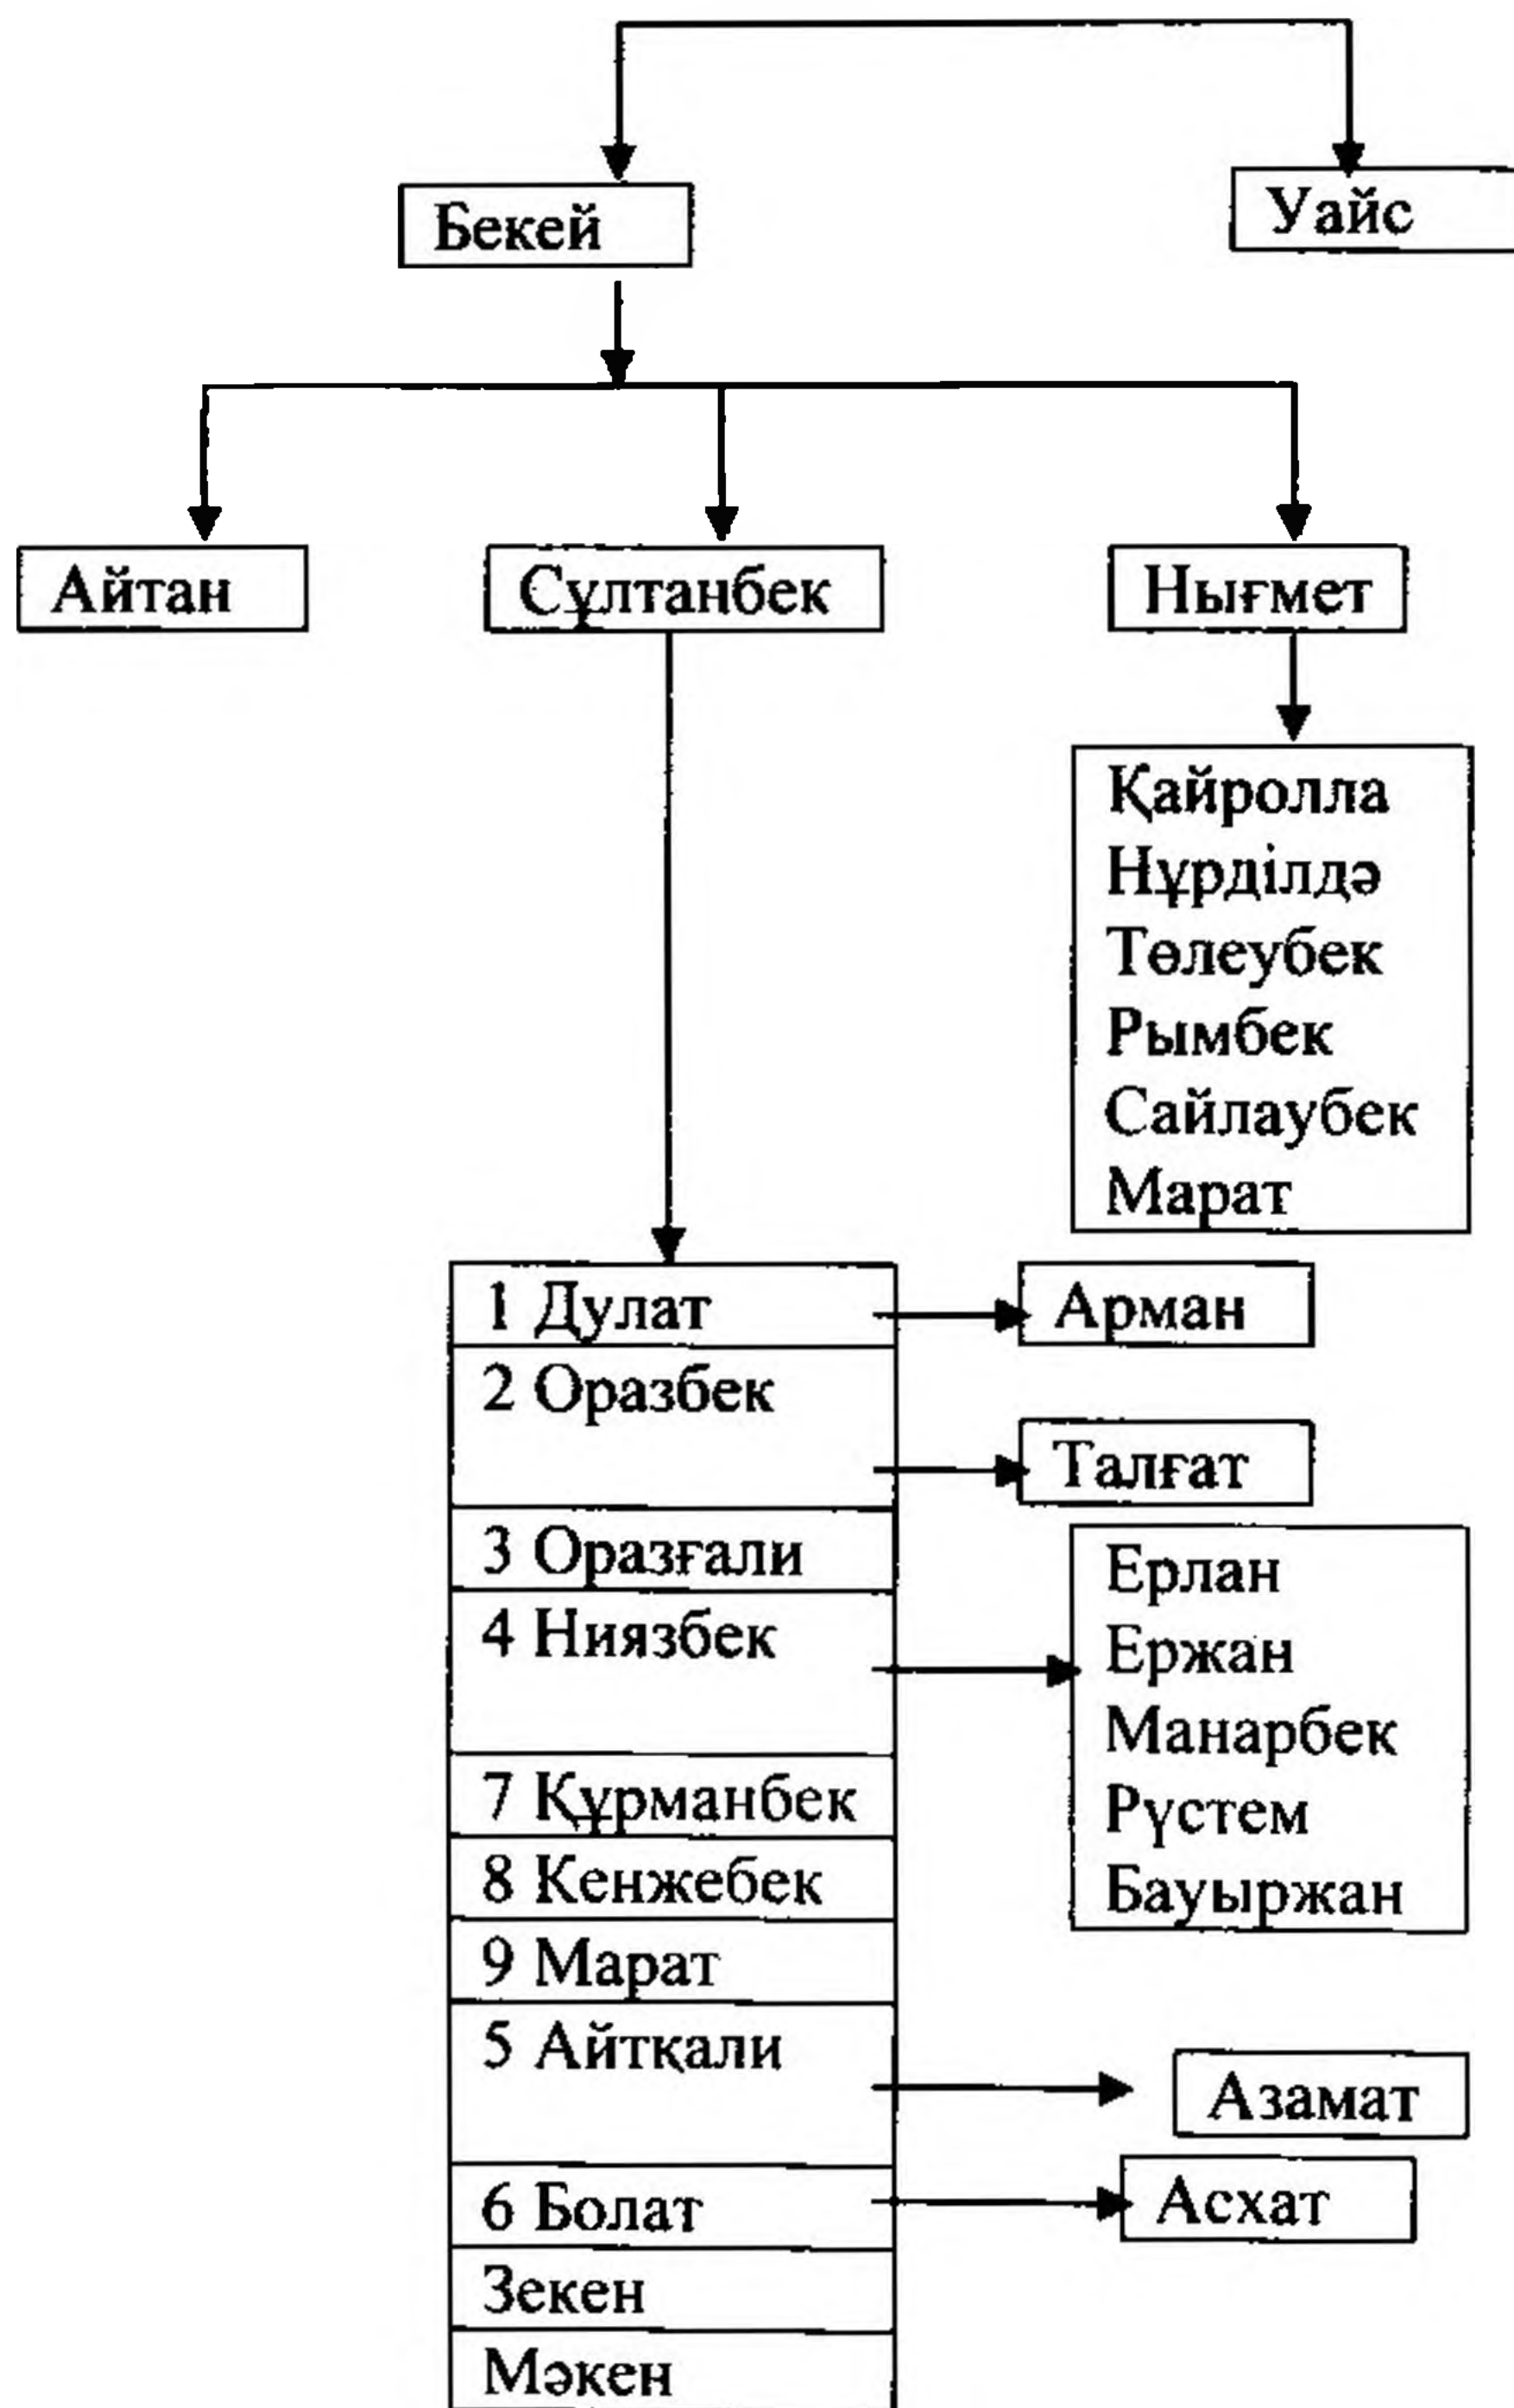 Бекей
Уайс
Айтан
Сұлтанбек
Нығмет
Қайролла
Нұрділдә
Төлеубек
Рымбек
Сайлаубек
Марат
1 Дулат
Арман
2 Оразбек
Талғат
3 Оразғали
4 Ниязбек
Ерлан
Ержан
Манарбек
Рүстем
Бауыржан
7 Құрманбек
8 Кенжебек
9 Марат
5 Айтқали
Азамат
6 Болат
Асхат
Зекен
Мәкен